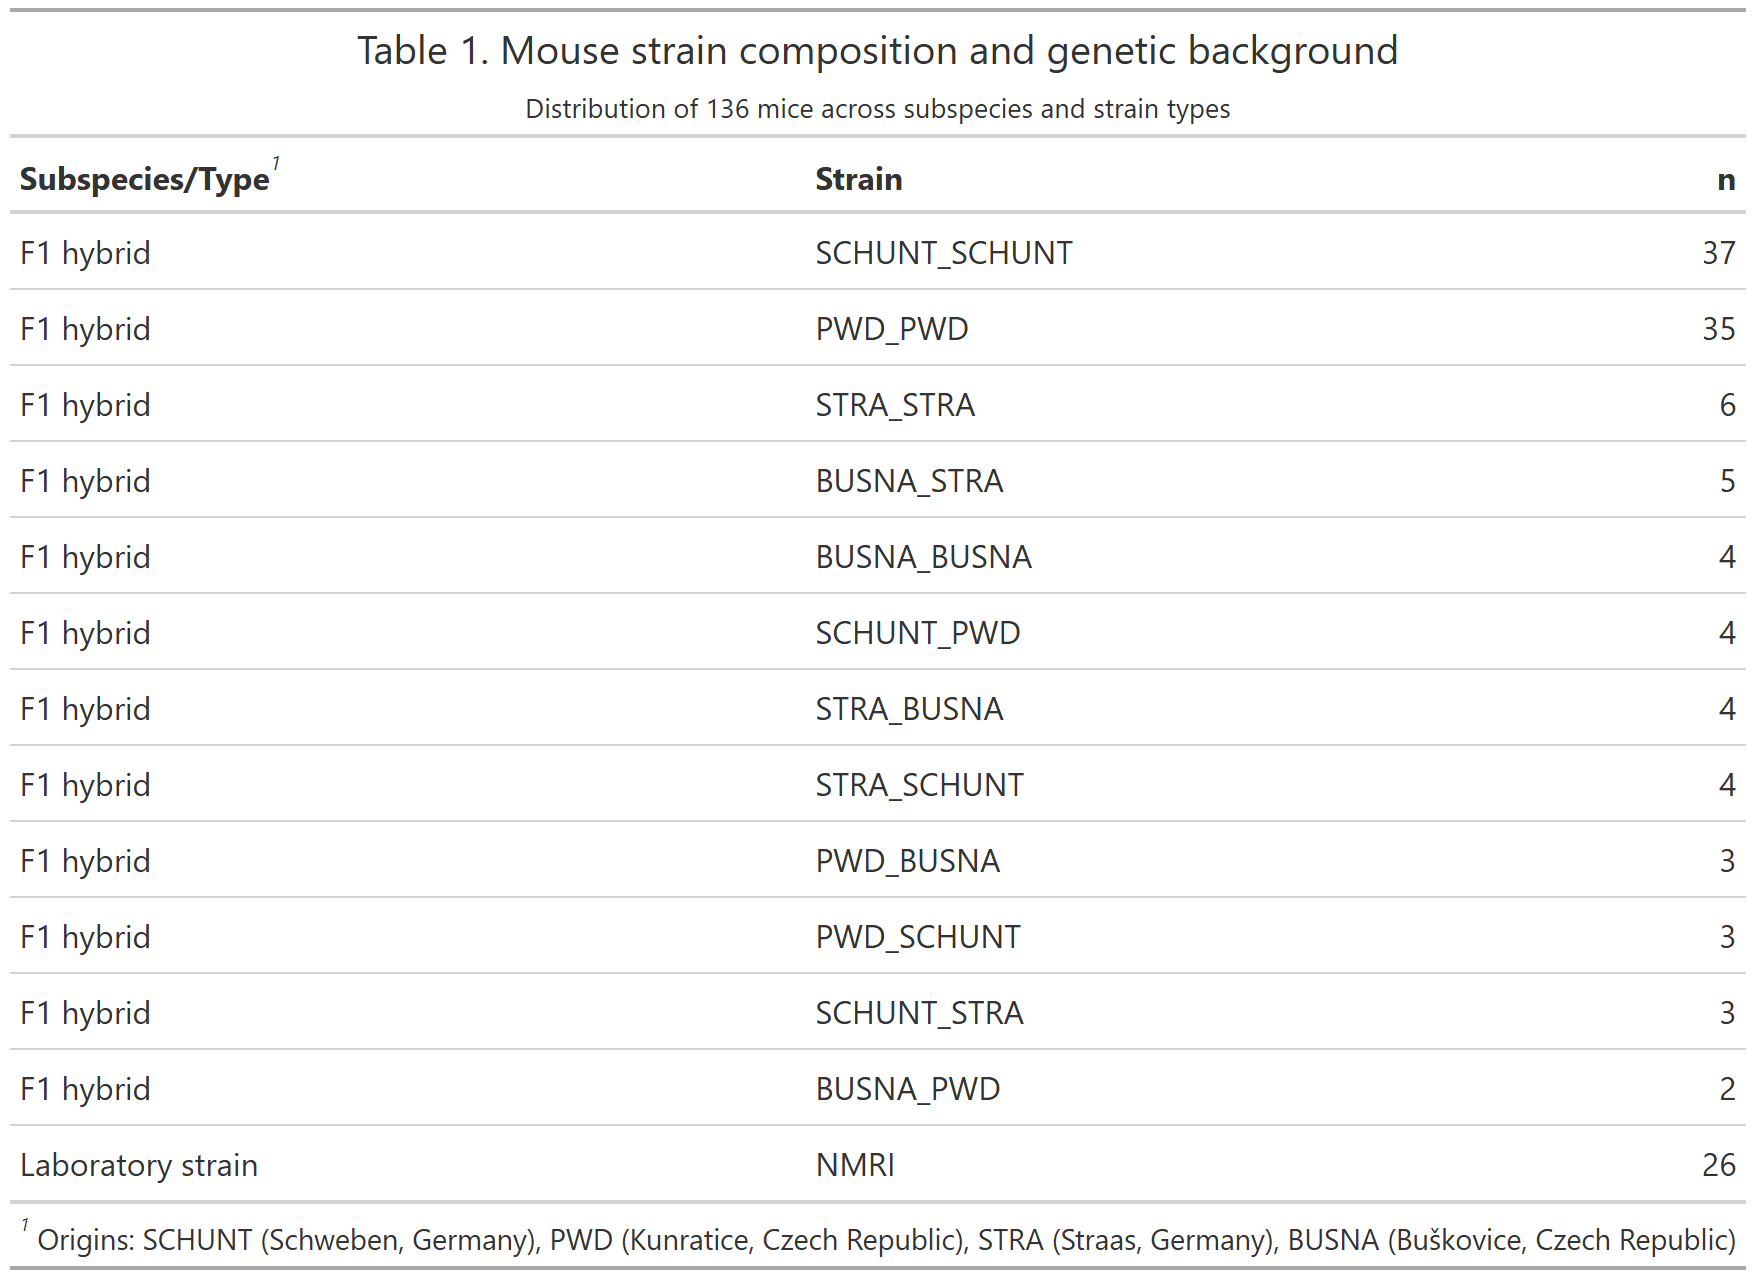 Table 1. Mouse strain composition and genetic background
Distribution of 136 mice across subspecies and strain types
Subspecies/Type1 Strain n
F1 hybrid SCHUNT_SCHUNT 37
F1 hybrid PWD_PWD 35
F1 hybrid STRA_STRA 6
F1 hybrid BUSNA_STRA 5
F1 hybrid BUSNA_BUSNA 4
F1 hybrid SCHUNT_PWD 4
F1 hybrid STRA_BUSNA 4
F1 hybrid STRA_SCHUNT 4
F1 hybrid PWD_BUSNA 3
F1 hybrid PWD_SCHUNT 3
F1 hybrid SCHUNT_STRA 3
F1 hybrid BUSNA_PWD 2
Laboratory strain NMRI 26
1 Origins: SCHUNT (Schweben, Germany), PWD (Kunratice, Czech Republic), STRA (Straas, Germany), BUSNA (Buškovice, Czech Republic)